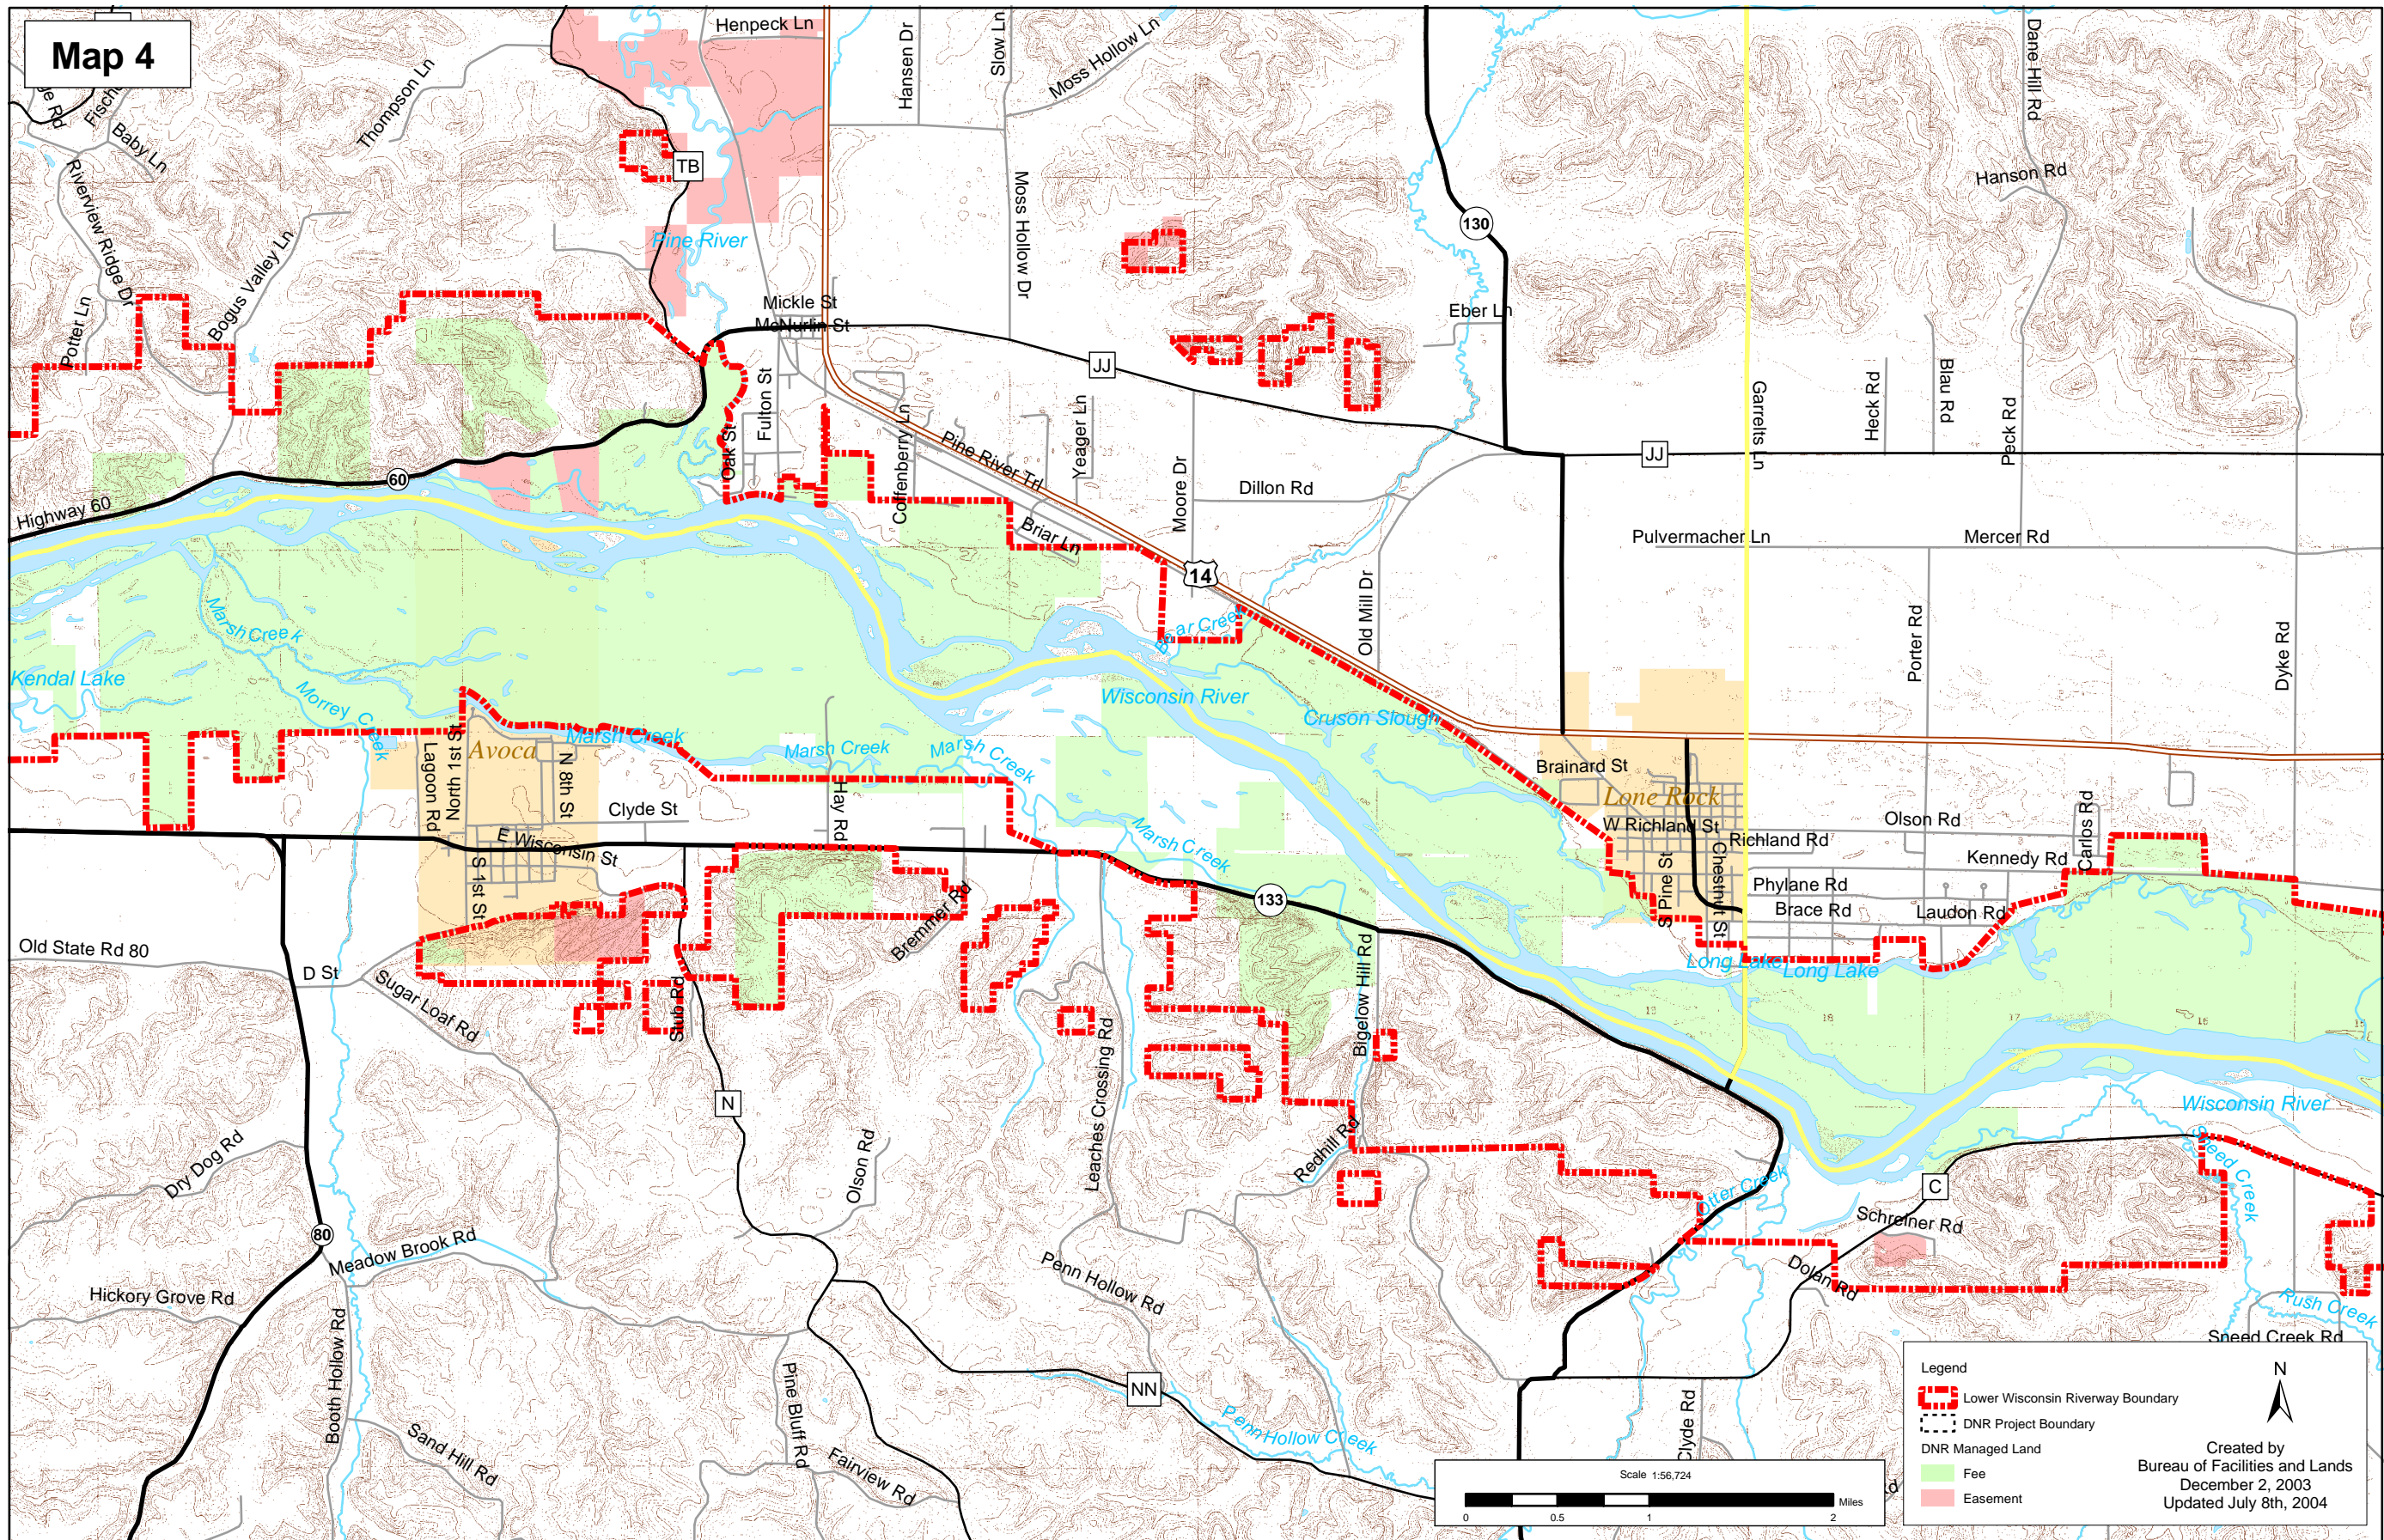 Map 4
Henpeck Ln
Hansen Dr
Slow Ln
Moss Hollow Ln
Dane Hill Rd
ge Rd
Baby Ln
Thompson Ln
TB
Riverview Ridge Dr
Moss Hollow Dr
Hanson Rd
130
Pine River
Bogus Valley Ln
Potter Ln
Mickle St
McNurlin St
Eber Ln
JJ
Fulton St
Oak St
Coffenberry Ln
Yeager Ln
Pine River Trl
Moore Dr
Dillon Rd
Garrelts Ln
Heck Rd
Blau Rd
Peck Rd
JJ
60
Highway 60
Briar Ln
Pulvermacher Ln
Mercer Rd
14
Old Mill Dr
Porter Rd
Dyke Rd
Marsh Creek
Bear Creek
Kendal Lake
Morrey Creek
Wisconsin River
Cruson Slough
Lagoon Rd
North 1st St
Avoca
N 8th St
Marsh Creek
Marsh Creek
Marsh Creek
Hay Rd
Clyde St
Brainard St
Lone Rock
W Richland St
Richland Rd
Olson Rd
Carlos Rd
Kennedy Rd
E Wisconsin St
S 1st St
Marsh Creek
133
S Pine St
Chestnut St
Phylane Rd
Brace Rd
Laudon Rd
Bremmer Rd
Old State Rd 80
D St
Sugar Loaf Rd
Stub Rd
Bigelow Hill Rd
Long Lake
Long Lake
13
18
17
16
15
N
Leaches Crossing Rd
Wisconsin River
Dry Dog Rd
Olson Rd
Redhill Rd
Otter Creek
Sneed Creek
C
Schreiner Rd
80
Meadow Brook Rd
Penn Hollow Rd
Dolan Rd
Hickory Grove Rd
Booth Hollow Rd
Rush Creek
Sneed Creek Rd
Pine Bluff Rd
NN
Penn Hollow Creek
Clyde Rd
Sand Hill Rd
Fairview Rd
Rd
Scale 1:56,724
Miles
0 0.5 1 2
Legend
Lower Wisconsin Riverway Boundary
DNR Project Boundary
DNR Managed Land
Fee
Easement
N
Created by
Bureau of Facilities and Lands
December 2, 2003
Updated July 8th, 2004